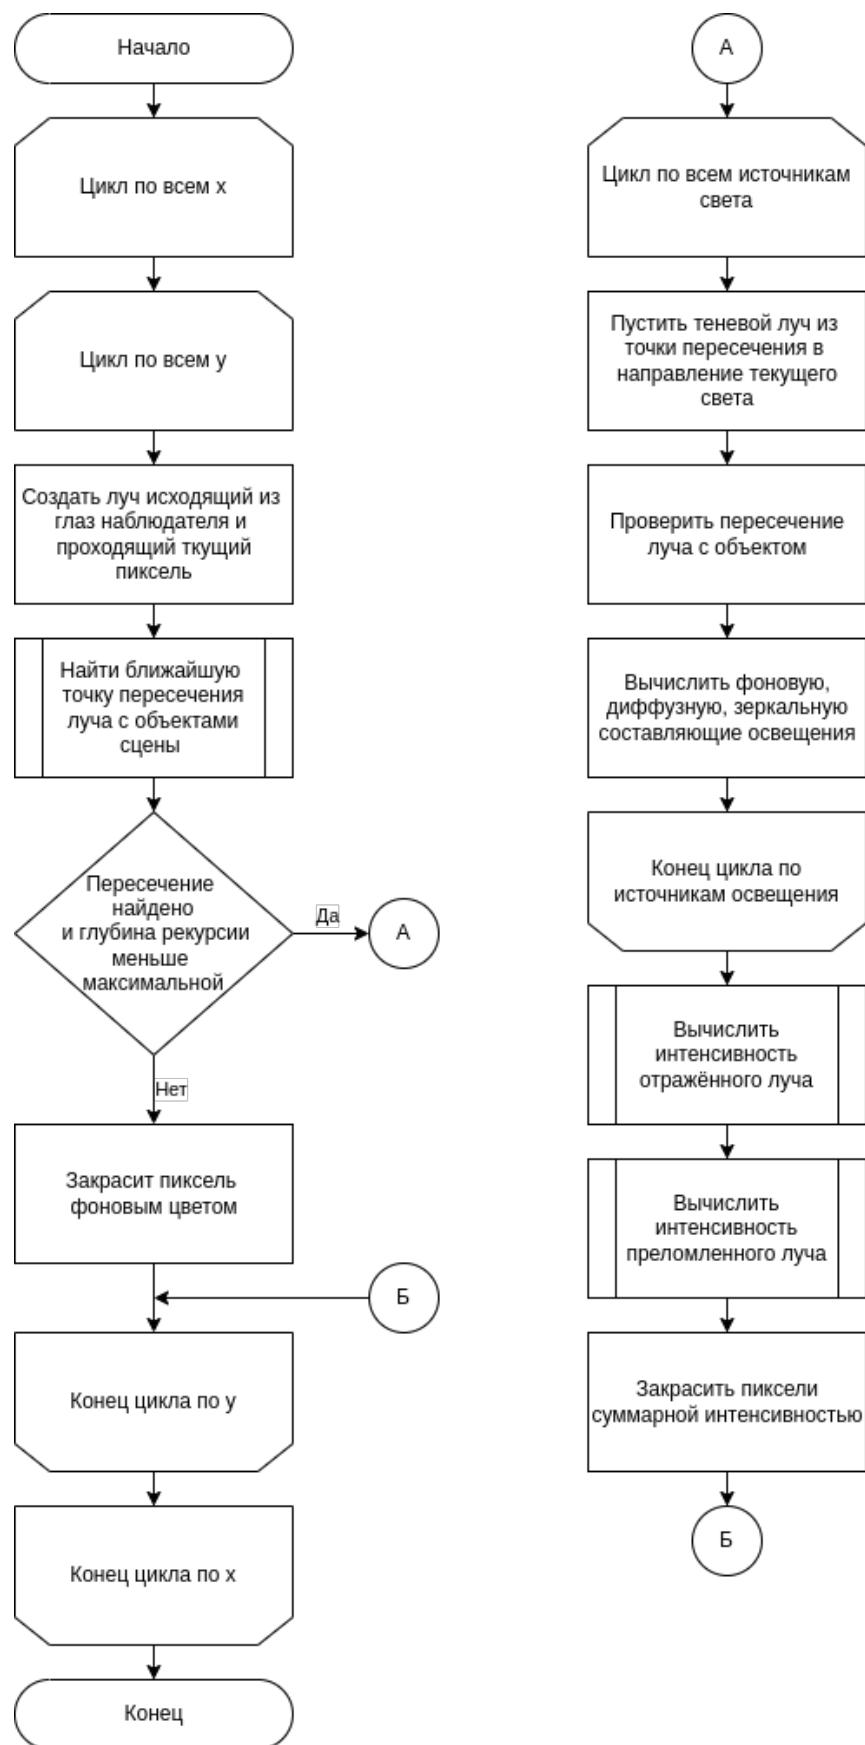 Начало
Цикл по всем x
Цикл по всем y
Создать луч исходящий из
глаз наблюдателя и
проходящий ткущий
пиксель
Найти ближайшую
точку пересечения
луча с объектами
сцены
Пересечение
найдено
и глубина рекурсии
меньше
максимальной
Да
А
Нет
Закрасит пиксель
фоновым цветом
Б
Конец цикла по y
Конец цикла по x
Конец
А
Цикл по всем источникам
света
Пустить теневой луч из
точки пересечения в
направление текущего
света
Проверить пересечение
луча с объектом
Вычислить фоновую,
диффузную, зеркальную
составляющие освещения
Конец цикла по
источникам освещения
Вычислить
интенсивность
отражённого луча
Вычислить
интенсивность
преломленного луча
Закрасить пиксели
суммарной интенсивностью
Б